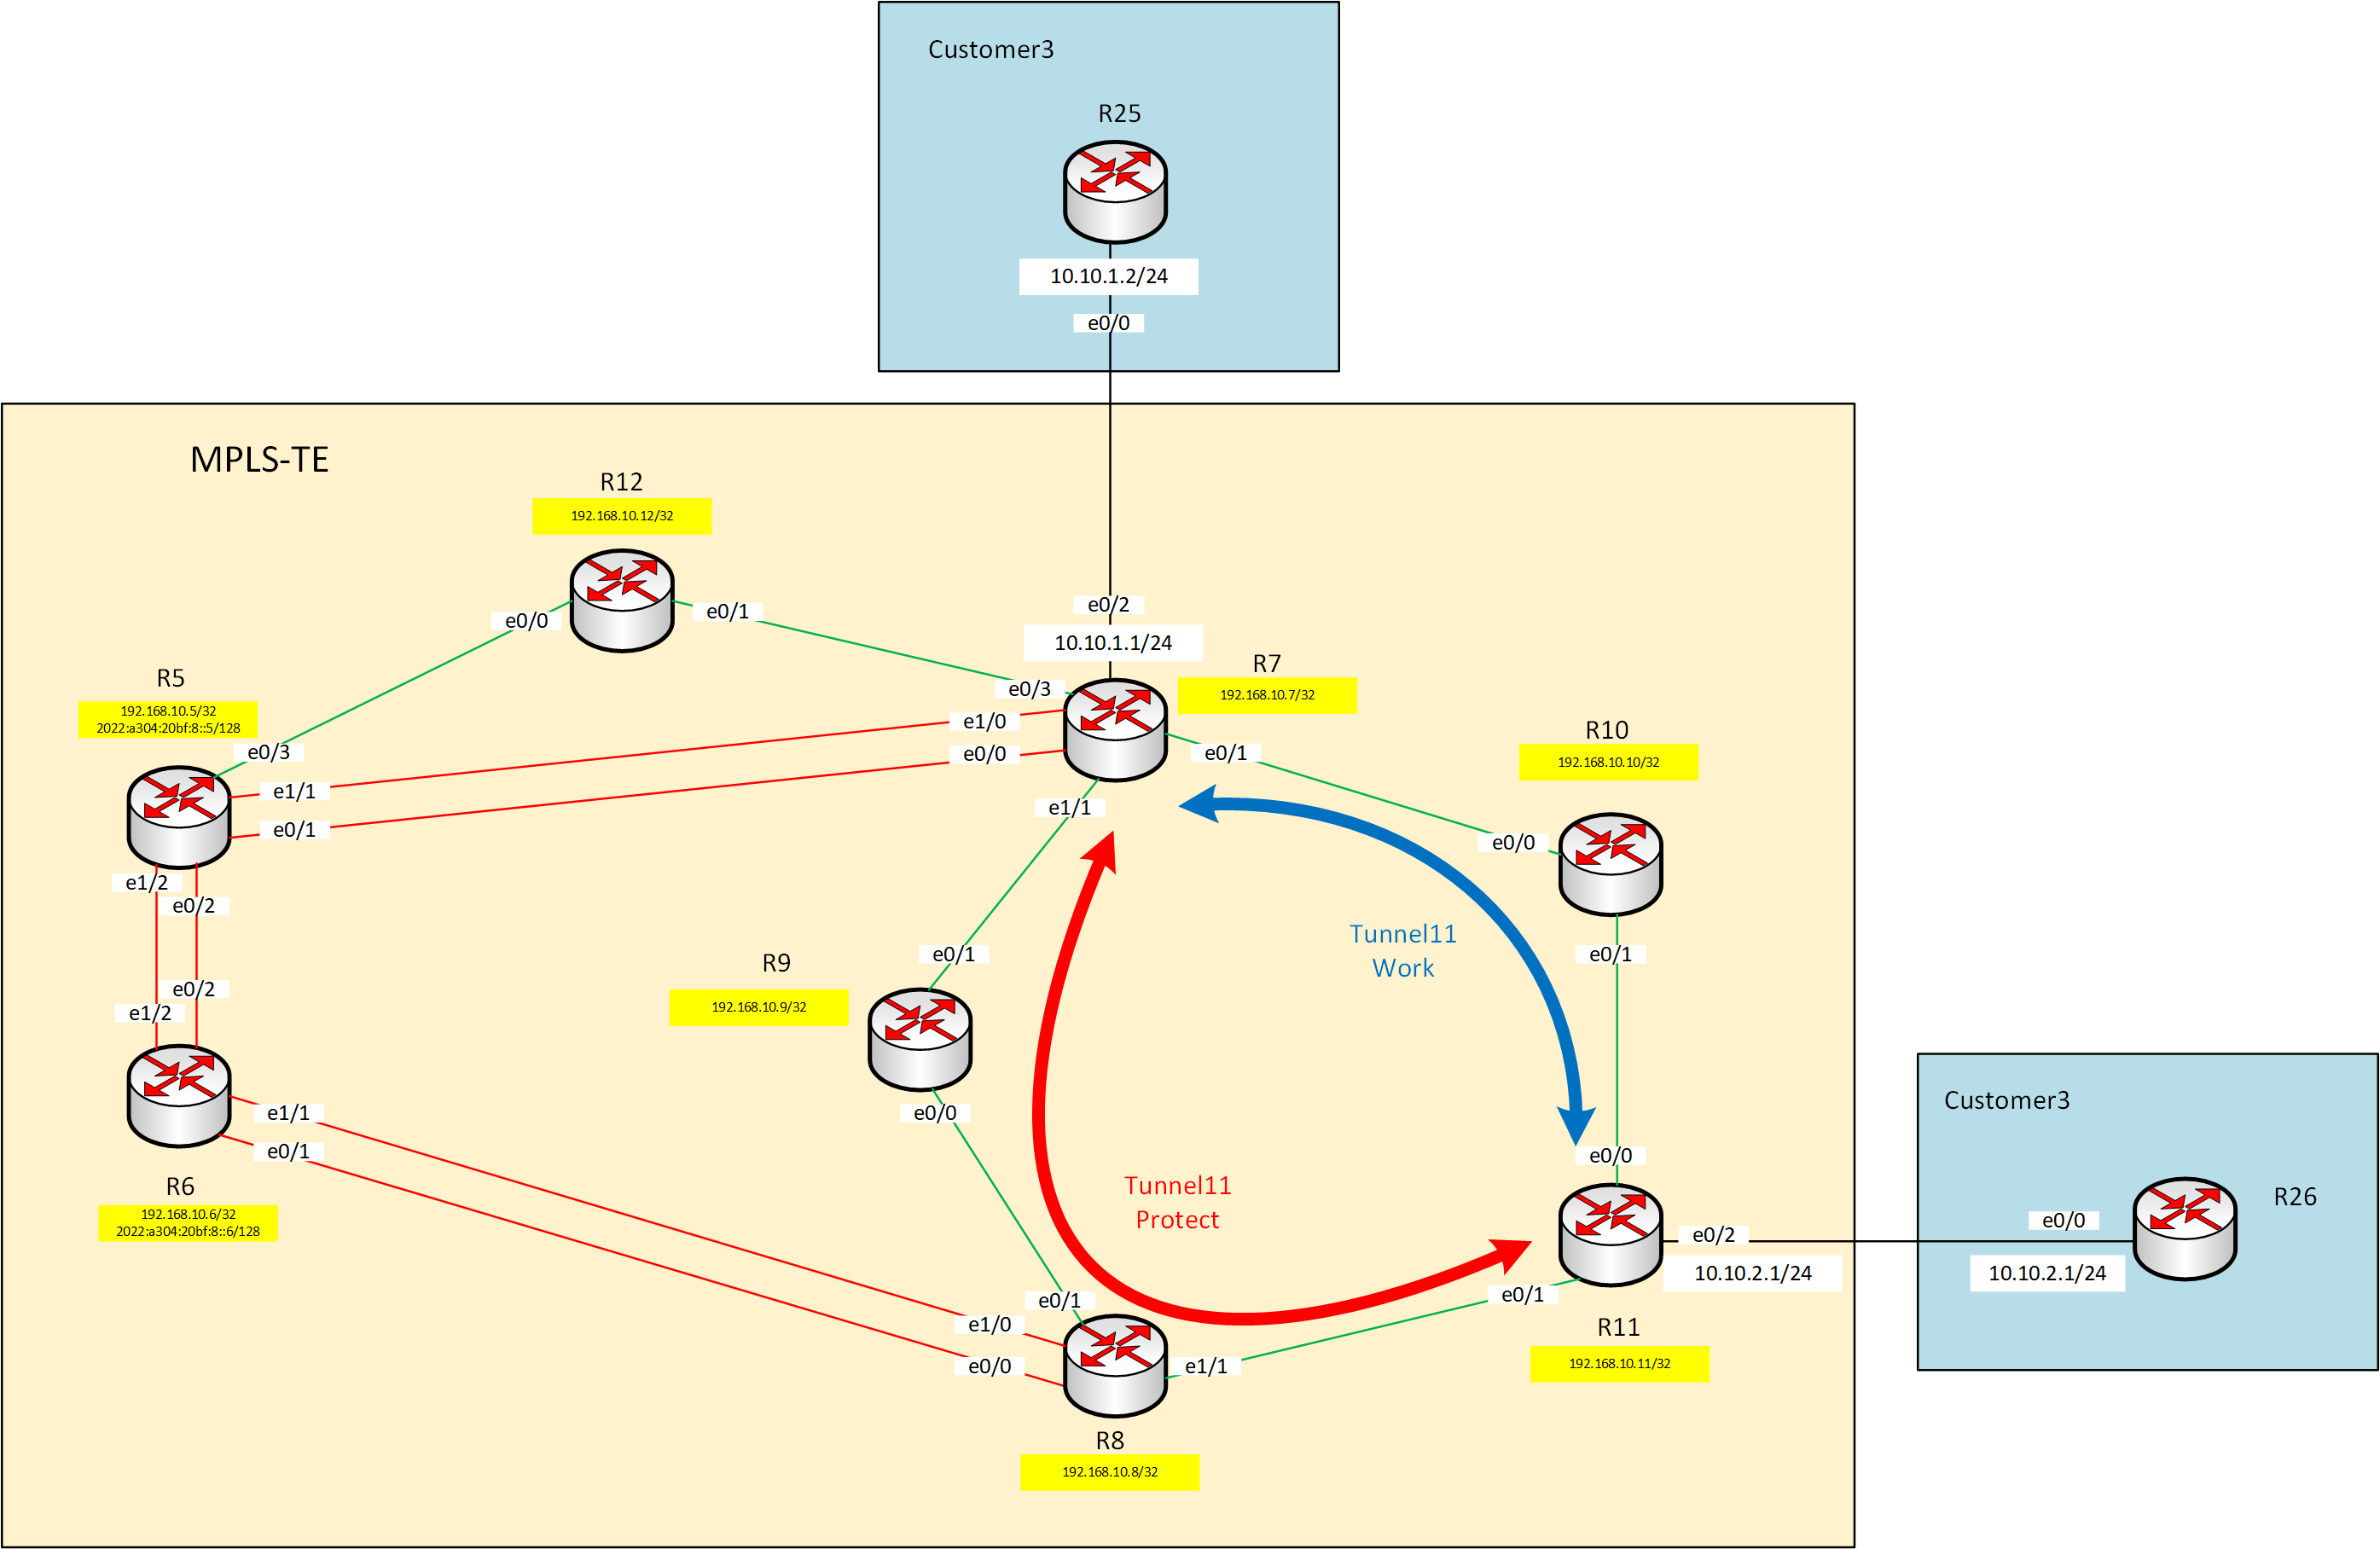 Customer3
R25
10.10.1.2/24
e0/0
MPLS-TE
R12
192.168.10.12/32
e0/0
e0/1
e0/2
10.10.1.1/24
R7
192.168.10.7/32
e0/3
e1/0
e0/0
e0/1
e1/1
R5
192.168.10.5/32
2022:a304:20bf:8::5/128
e0/3
e1/1
e0/1
e1/2
e0/2
R10
192.168.10.10/32
e0/0
e0/1
Tunnel11
Work
R9
192.168.10.9/32
e0/1
e0/0
e0/2
e1/2
e1/1
e0/1
R6
192.168.10.6/32
2022:a304:20bf:8::6/128
Tunnel11
Protect
e0/0
e0/2
10.10.2.1/24
e0/1
R11
192.168.10.11/32
Customer3
R26
e0/0
10.10.2.1/24
e0/1
e1/0
e0/0
e1/1
R8
192.168.10.8/32